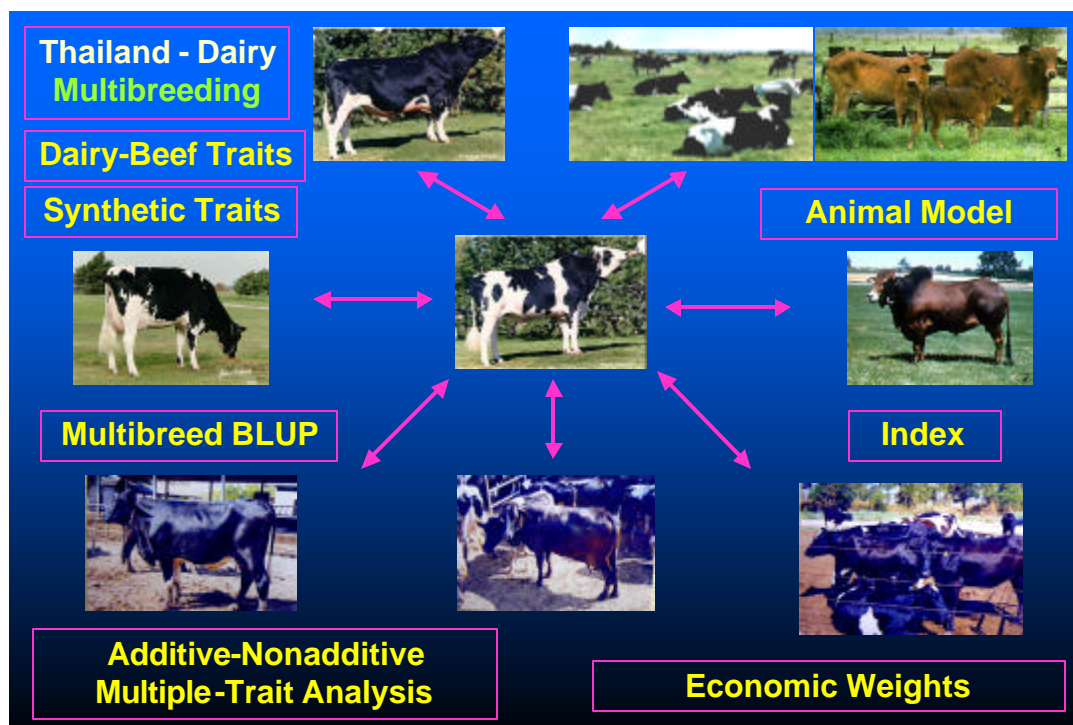 Thailand - Dairy
Multibreeding
Dairy-Beef Traits
Synthetic Traits
Animal Model
Multibreed BLUP
Index
Additive-Nonadditive
Multiple-Trait Analysis
Economic Weights